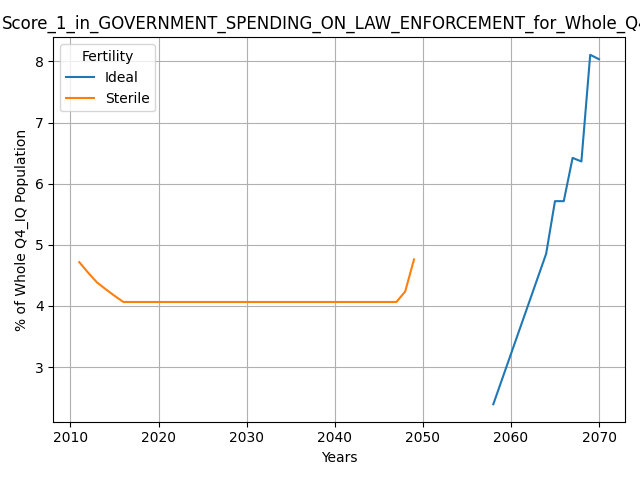 Score_1_in_GOVERNMENT_SPENDING_ON_LAW_ENFORCEMENT_for_Whole_Q4
Fertility
Ideal
Sterile
% of Whole Q4_IQ Population
8
7
6
5
4
3
2010 2020 2030 2040 2050 2060 2070
Years